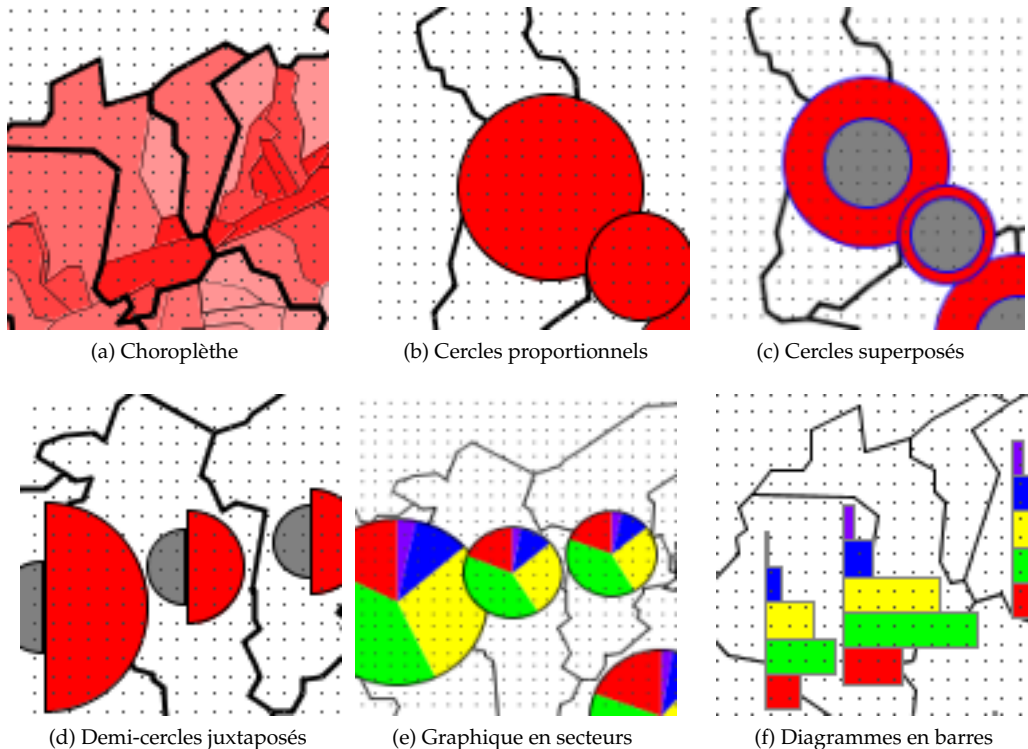 (a) Choroplèthe
(b) Cercles proportionnels
(c) Cercles superposés
(d) Demi-cercles juxtaposés
(e) Graphique en secteurs
(f) Diagrammes en barres